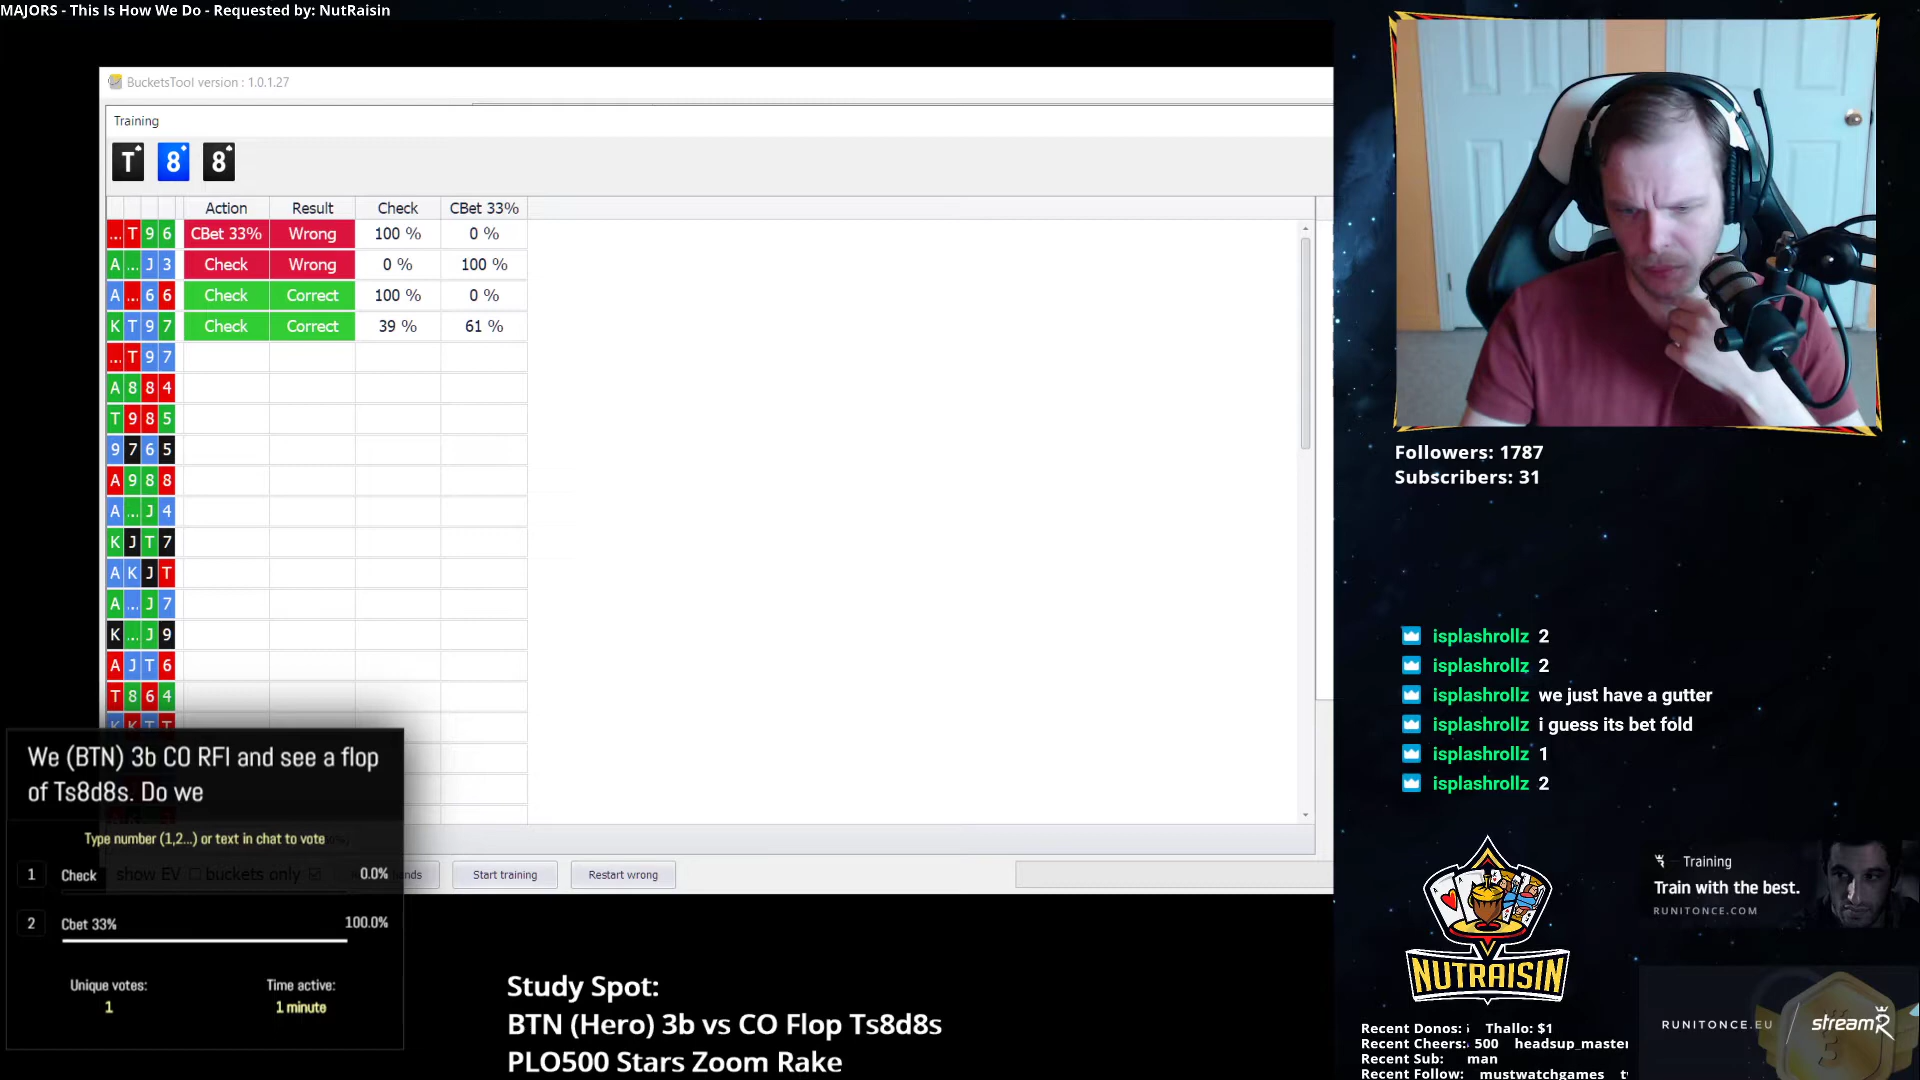 MAJORS - This Is How We Do - Requested by: NutRaisin
BucketsTool version : 1.0.1.27
Training
T 8 8
Action Result Check CBet 33%
... T 9 6 CBet 33% Wrong 100 % 0 %
A ... J 3 Check Wrong 0 % 100 %
A ... 6 6 Check Correct 100 % 0 %
K T 9 7 Check Correct 39 % 61 %
... T 9 7
A 8 8 4
T 9 8 5
9 7 6 5
A 9 8 8
A ... J 4
K J T 7
A K J T
A ... J 7
K ... J 9
A J T 6
T 8 6 4
K K T T
We (BTN) 3b CO RFI and see a flop
of Ts8d8s. Do we
Type number (1,2...) or text in chat to vote
1 Check 0.0%
show EV buckets only
2 Cbet 33% 100.0%
Unique votes: Time active:
1 1 minute
Start training Restart wrong
Study Spot:
BTN (Hero) 3b vs CO Flop Ts8d8s
PLO500 Stars Zoom Rake
Followers: 1787
Subscribers: 31
isplashrollz 2
isplashrollz 2
isplashrollz we just have a gutter
isplashrollz i guess its bet fold
isplashrollz 1
isplashrollz 2
NUTRAISIN
Training
Train with the best.
RUNITONCE.COM
RUNITONCE.EU / streamR
Recent Donos: Thallo: $1
Recent Cheers: 500 headsup_master
Recent Sub: man
Recent Follow: mustwatchgames